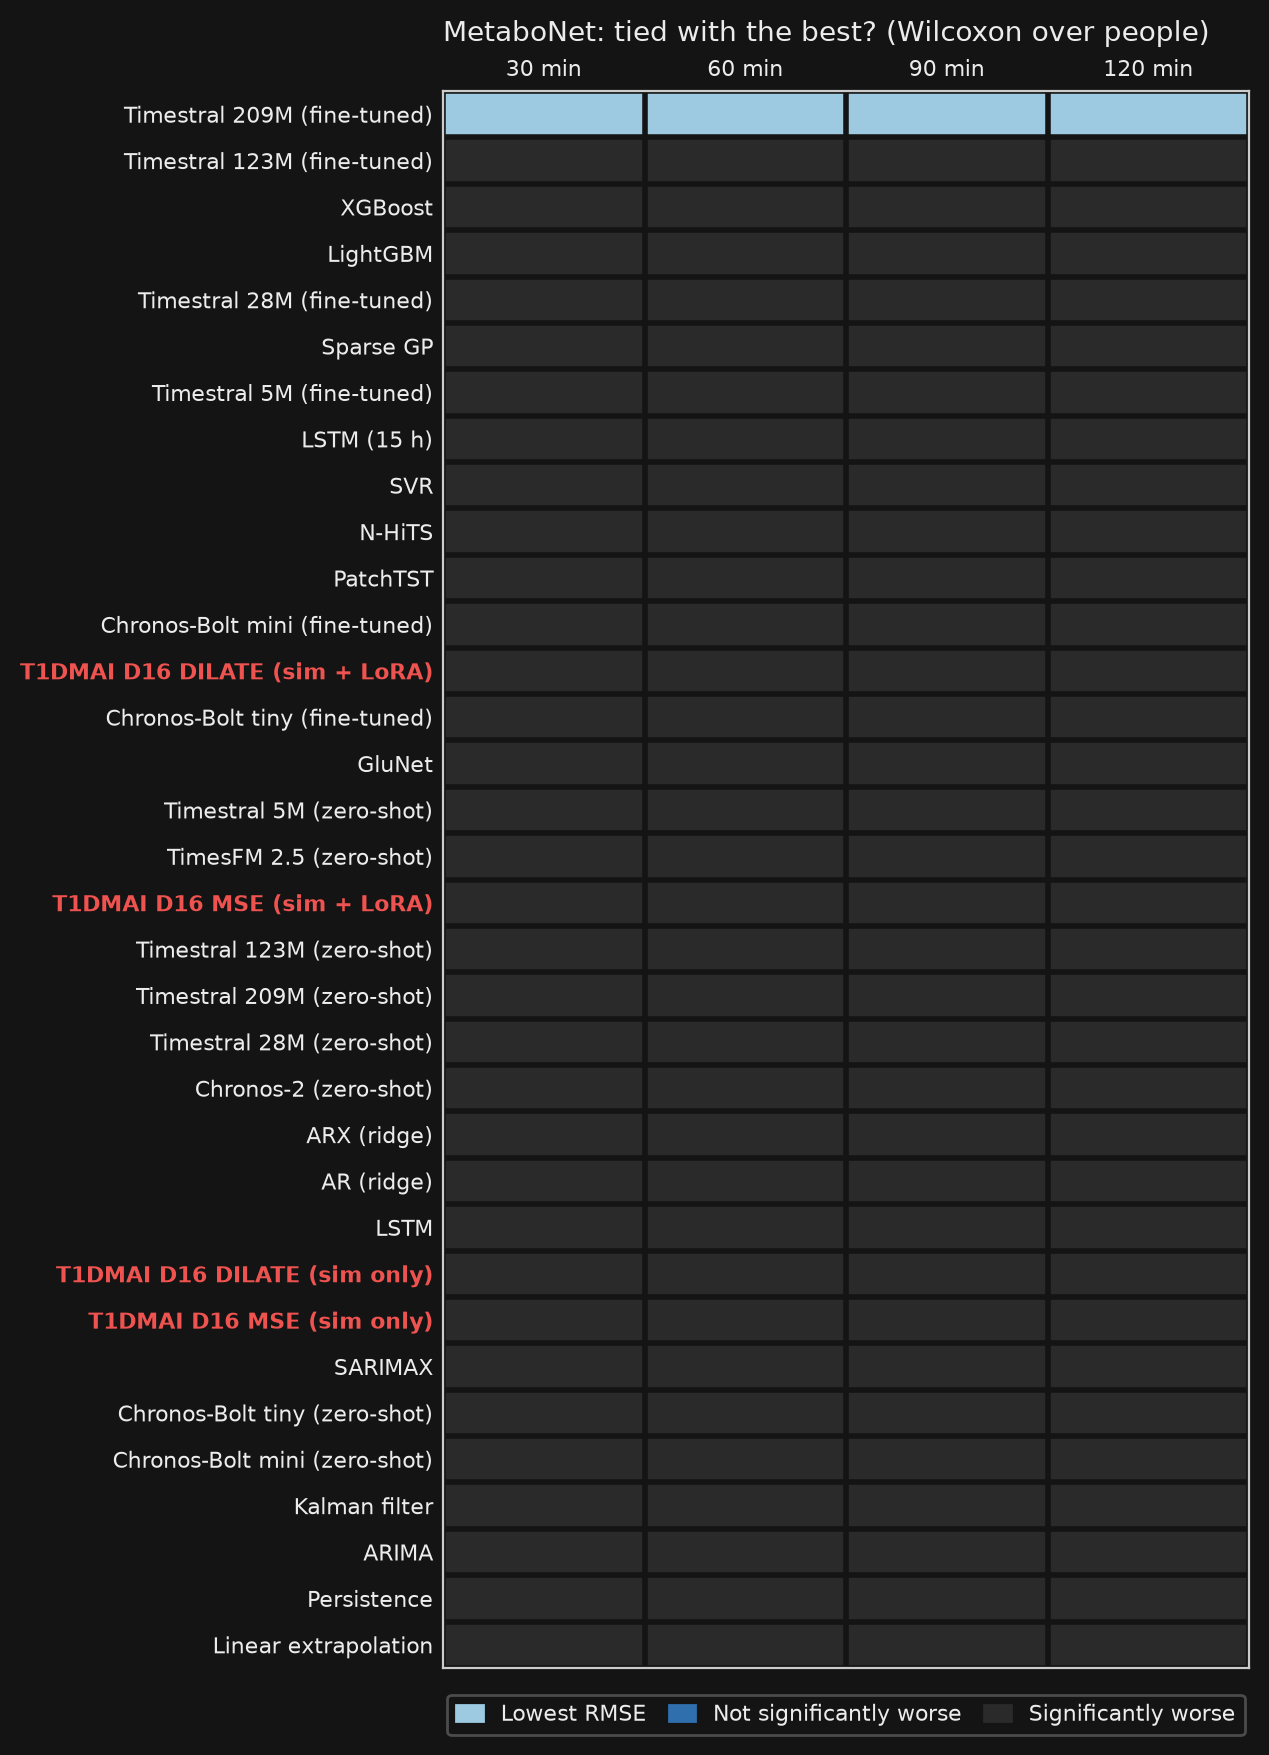 MetaboNet: tied with the best? (Wilcoxon over people)
30 min 60 min 90 min 120 min
Timestral 209M (fine-tuned)
Timestral 123M (fine-tuned)
XGBoost
LightGBM
Timestral 28M (fine-tuned)
Sparse GP
Timestral 5M (fine-tuned)
LSTM (15 h)
SVR
N-HiTS
PatchTST
Chronos-Bolt mini (fine-tuned)
T1DMAI D16 DILATE (sim + LoRA)
Chronos-Bolt tiny (fine-tuned)
GluNet
Timestral 5M (zero-shot)
TimesFM 2.5 (zero-shot)
T1DMAI D16 MSE (sim + LoRA)
Timestral 123M (zero-shot)
Timestral 209M (zero-shot)
Timestral 28M (zero-shot)
Chronos-2 (zero-shot)
ARX (ridge)
AR (ridge)
LSTM
T1DMAI D16 DILATE (sim only)
T1DMAI D16 MSE (sim only)
SARIMAX
Chronos-Bolt tiny (zero-shot)
Chronos-Bolt mini (zero-shot)
Kalman filter
ARIMA
Persistence
Linear extrapolation
Lowest RMSE Not significantly worse Significantly worse